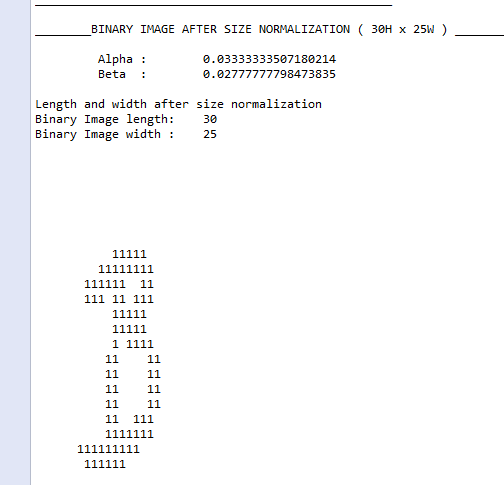 ________BINARY IMAGE AFTER SIZE NORMALIZATION ( 30H x 25W ) _______
Alpha :        0.03333333507180214
Beta  :        0.02777777798473835
Length and width after size normalization
Binary Image length:    30
Binary Image width :    25
           11111
         11111111
       111111  11
       111 11 111
           11111
           11111
           1 1111
          11    11
          11    11
          11    11
          11    11
          11  111
          1111111
      111111111
       111111